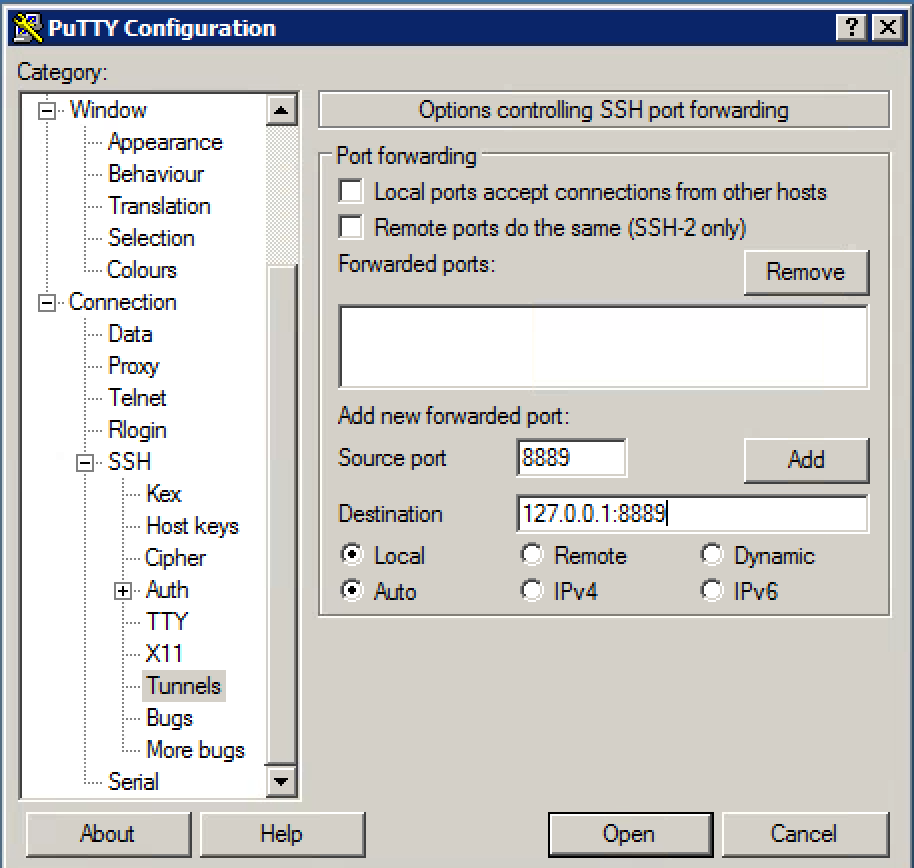 PuTTY Configuration
?
Category:
Window
Appearance
Behaviour
Translation
Selection
Colours
Connection
Data
Proxy
Telnet
Rlogin
SSH
Kex
Host keys
Cipher
Auth
TTY
X11
Tunnels
Bugs
More bugs
Serial
Options controlling SSH port forwarding
Port forwarding
Local ports accept connections from other hosts
Remote ports do the same (SSH-2 only)
Forwarded ports:
Remove
Add new forwarded port:
Source port 8889 Add
Destination 127.0.0.1:8889
Local Remote Dynamic
Auto IPv4 IPv6
About Help Open Cancel